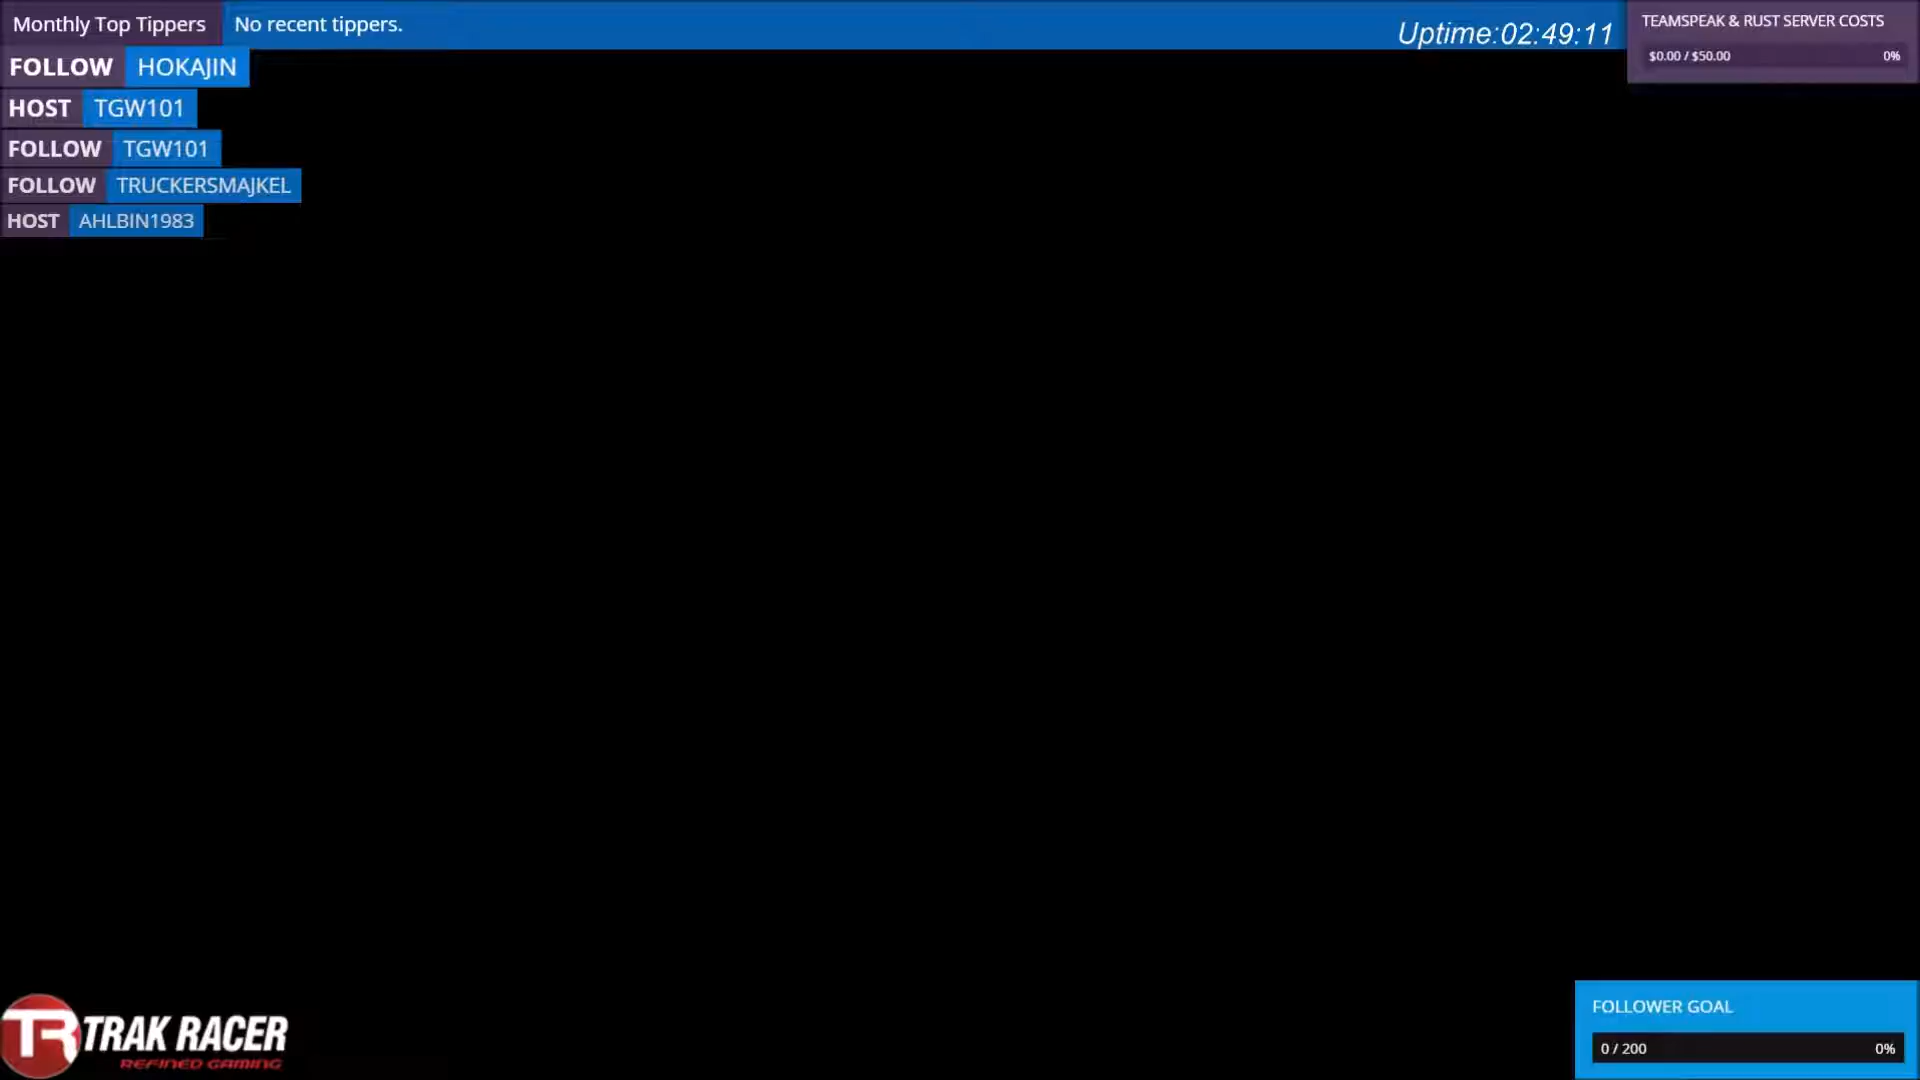 Monthly Top Tippers No recent tippers. Uptime:02:49:11
TEAMSPEAK & RUST SERVER COSTS
$0.00 / $50.00 0%
FOLLOW HOKAJIN
HOST TGW101
FOLLOW TGW101
FOLLOW TRUCKERSMAJKEL
HOST AHLBIN1983
TR TRAK RACER
REFINED GAMING
FOLLOWER GOAL
0 / 200 0%